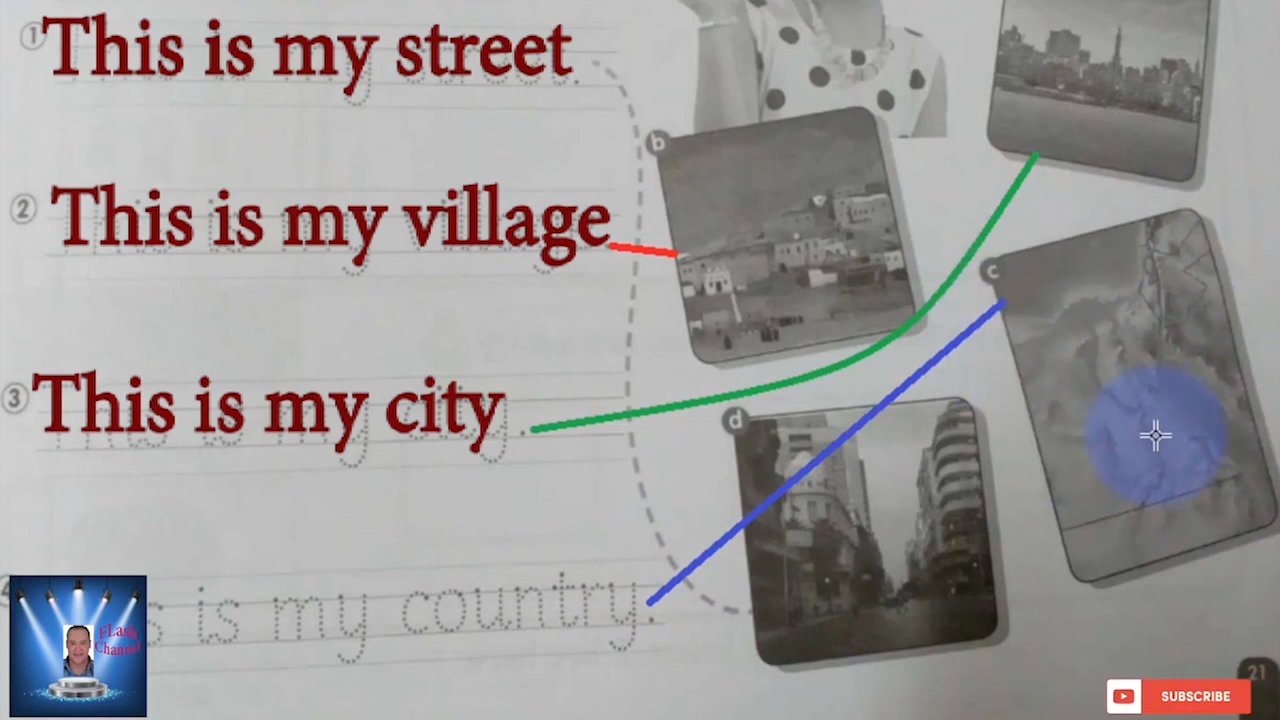 1 This is my street
2 This is my village
3 This is my city
s is my country.
b
c
d
FLash
Channel
SUBSCRIBE
21